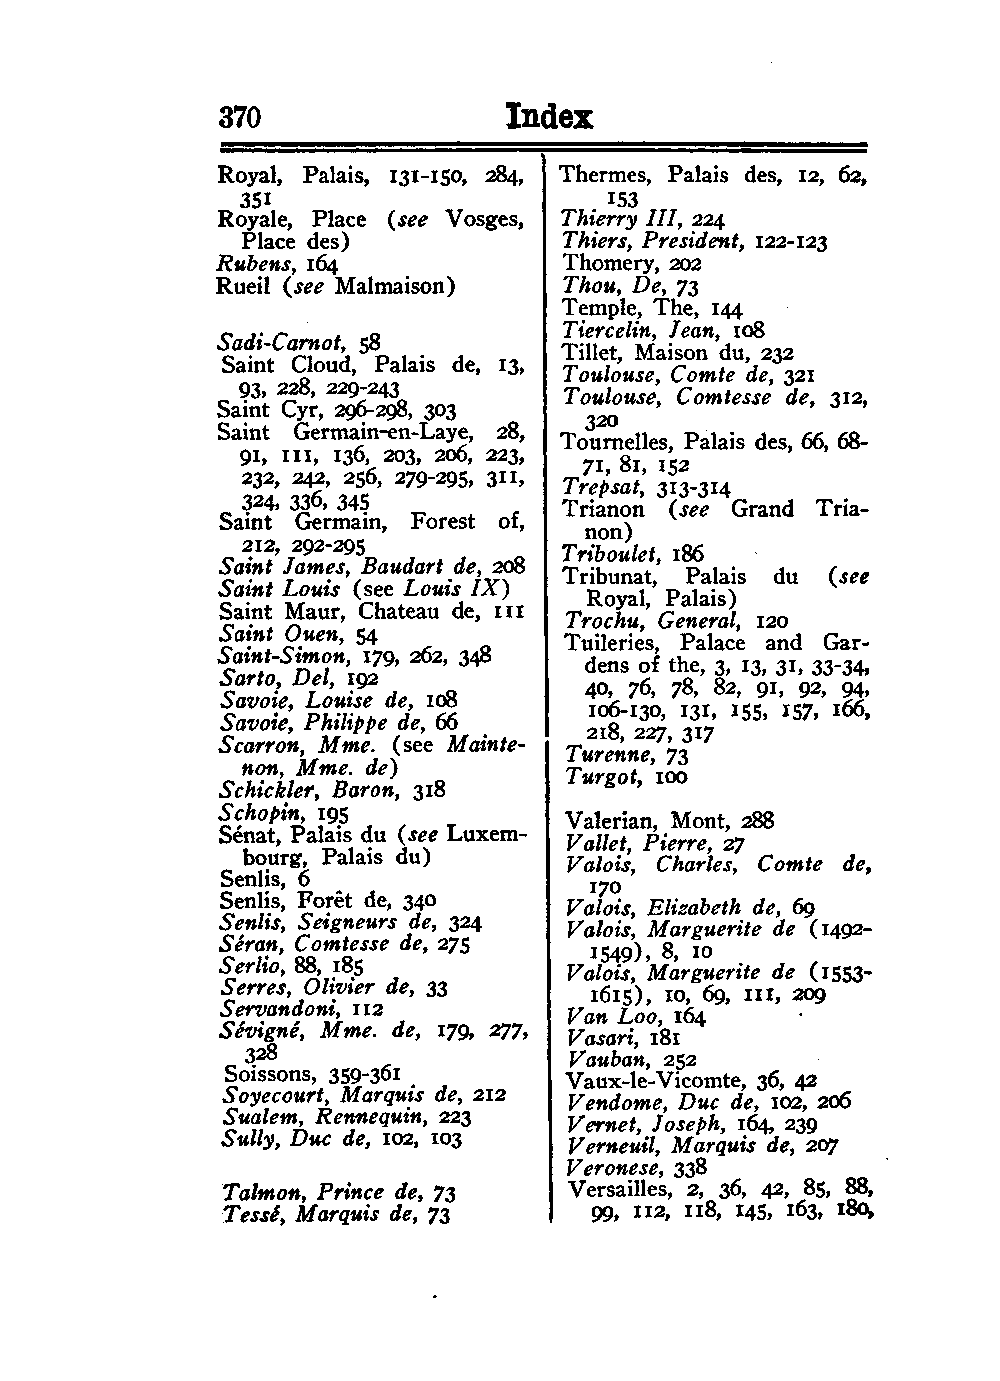 370 Index
Royal, Palais, 131-150, 284,
351
Royale, Place (see Vosges,
Place des)
Rubens, 164
Rueil (see Malmaison)
Sadi-Carnot, 58
Saint Cloud, Palais de, 13,
93, 228, 229-243
Saint Cyr, 296-298, 303
Saint Germain-en-Laye, 28,
91, 111, 136, 203, 206, 223,
232, 242, 256, 279-295, 311,
324, 336, 345
Saint Germain, Forest of,
212, 292-295
Saint James, Baudart de, 208
Saint Louis (see Louis IX)
Saint Maur, Chateau de, 111
Saint Ouen, 54
Saint-Simon, 179, 262, 348
Sarto, Del, 192
Savoie, Louise de, 108
Savoie, Philippe de, 66
Scarron, Mme. (see Mainte-
non, Mme. de)
Schickler, Baron, 318
Schopin, 195
Sénat, Palais du (see Luxem-
bourg, Palais du)
Senlis, 6
Senlis, Forêt de, 340
Senlis, Seigneurs de, 324
Séran, Comtesse de, 275
Serlio, 88, 185
Serres, Olivier de, 33
Servandoni, 112
Sévigné, Mme. de, 179, 277,
328
Soissons, 359-361
Soyecourt, Marquis de, 212
Sualem, Rennequin, 223
Sully, Duc de, 102, 103
Talmon, Prince de, 73
Tessé, Marquis de, 73
Thermes, Palais des, 12, 62,
153
Thierry III, 224
Thiers, President, 122-123
Thomery, 202
Thou, De, 73
Temple, The, 144
Tiercelin, Jean, 108
Tillet, Maison du, 232
Toulouse, Comte de, 321
Toulouse, Comtesse de, 312,
320
Tournelles, Palais des, 66, 68-
71, 81, 152
Trepsat, 313-314
Trianon (see Grand Tria-
non)
Triboulet, 186
Tribunat, Palais du (see
Royal, Palais)
Trochu, General, 120
Tuileries, Palace and Gar-
dens of the, 3, 13, 31, 33-34,
40, 76, 78, 82, 91, 92, 94,
106-130, 131, 155, 157, 166,
218, 227, 317
Turenne, 73
Turgot, 100
Valerian, Mont, 288
Vallet, Pierre, 27
Valois, Charles, Comte de,
170
Valois, Elizabeth de, 69
Valois, Marguerite de (1492-
1549), 8, 10
Valois, Marguerite de (1553-
1615), 10, 69, 111, 209
Van Loo, 164
Vasari, 181
Vauban, 252
Vaux-le-Vicomte, 36, 42
Vendome, Duc de, 102, 206
Vernet, Joseph, 164, 239
Verneuil, Marquis de, 207
Veronese, 338
Versailles, 2, 36, 42, 85, 88,
99, 112, 118, 145, 163, 180,